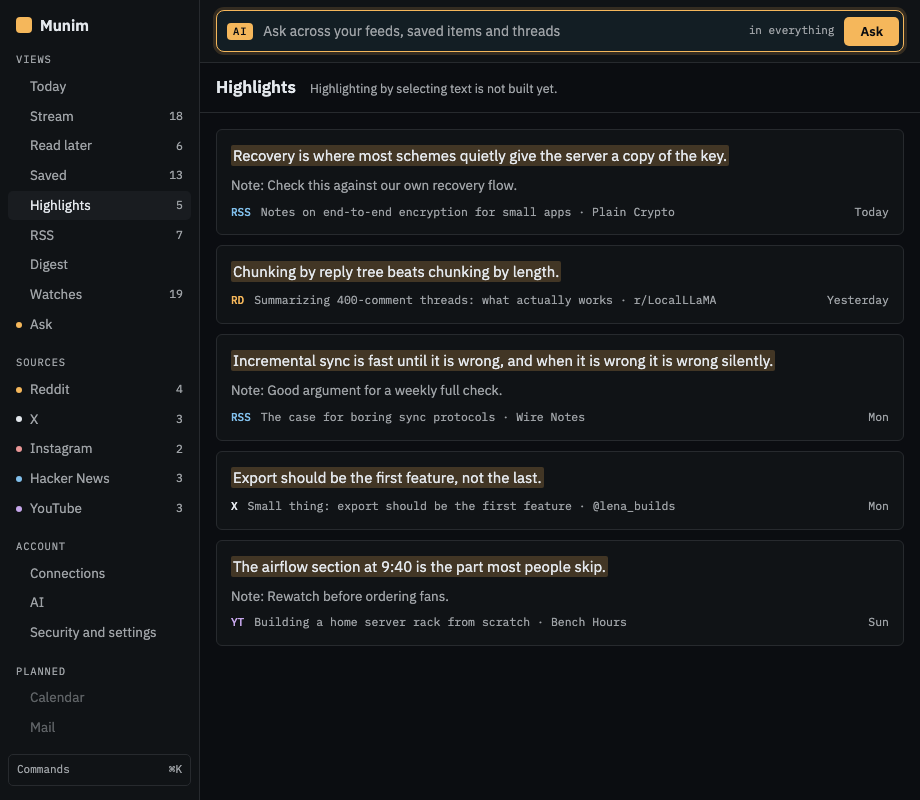 Munim
VIEWS
Today
Stream 18
Read later 6
Saved 13
Highlights 5
RSS 7
Digest
Watches 19
Ask
SOURCES
Reddit 4
X 3
Instagram 2
Hacker News 3
YouTube 3
ACCOUNT
Connections
AI
Security and settings
PLANNED
Calendar
Mail
Commands ⌘K
AI Ask across your feeds, saved items and threads in everything Ask
Highlights Highlighting by selecting text is not built yet.
Recovery is where most schemes quietly give the server a copy of the key.
Note: Check this against our own recovery flow.
RSS Notes on end-to-end encryption for small apps · Plain Crypto Today
Chunking by reply tree beats chunking by length.
RD Summarizing 400-comment threads: what actually works · r/LocalLLaMA Yesterday
Incremental sync is fast until it is wrong, and when it is wrong it is wrong silently.
Note: Good argument for a weekly full check.
RSS The case for boring sync protocols · Wire Notes Mon
Export should be the first feature, not the last.
X Small thing: export should be the first feature · @lena_builds Mon
The airflow section at 9:40 is the part most people skip.
Note: Rewatch before ordering fans.
YT Building a home server rack from scratch · Bench Hours Sun